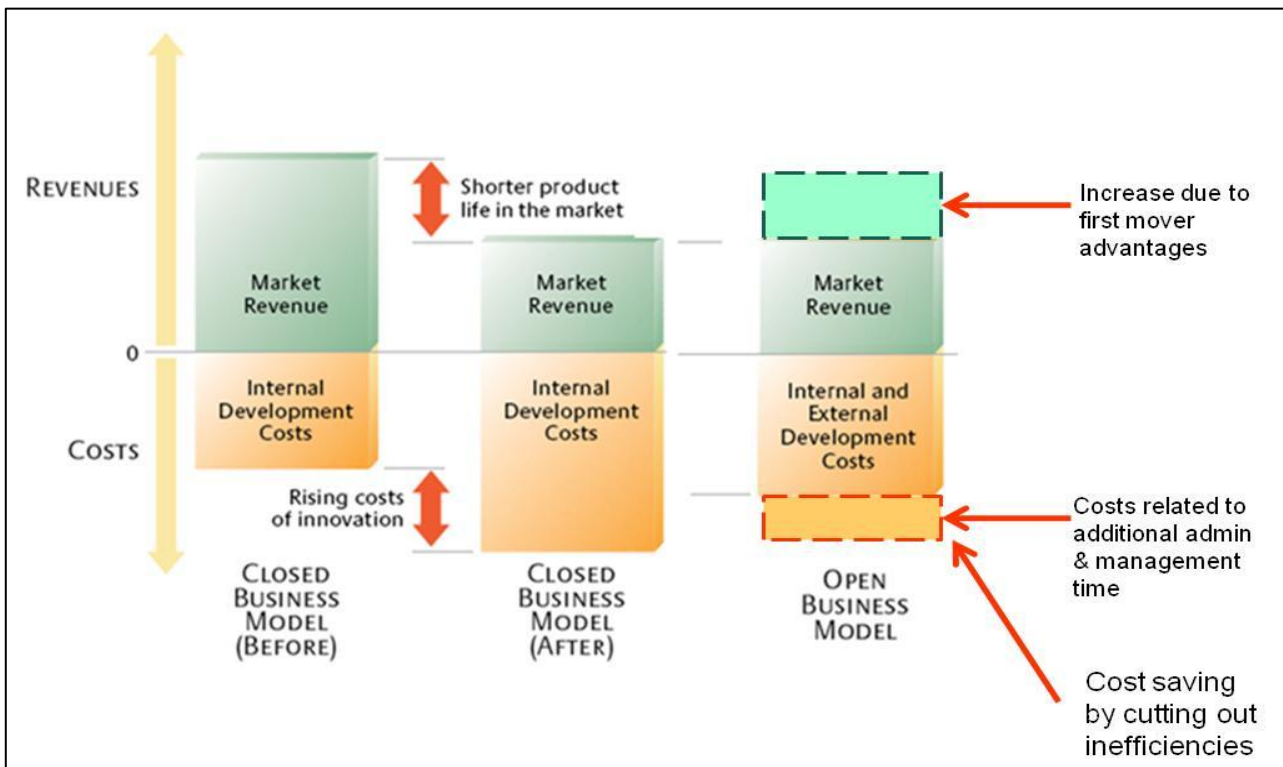 REVENUES
Shorter product
life in the market
Increase due to
first mover
advantages
Market
Revenue
Market
Revenue
Market
Revenue
0
Internal
Development
Costs
Internal
Development
Costs
Internal and
External
Development
Costs
COSTS
Rising costs
of innovation
Costs related to
additional admin
& management
time
CLOSED
BUSINESS
MODEL
(BEFORE)
CLOSED
BUSINESS
MODEL
(AFTER)
OPEN
BUSINESS
MODEL
Cost saving
by cutting out
inefficiencies